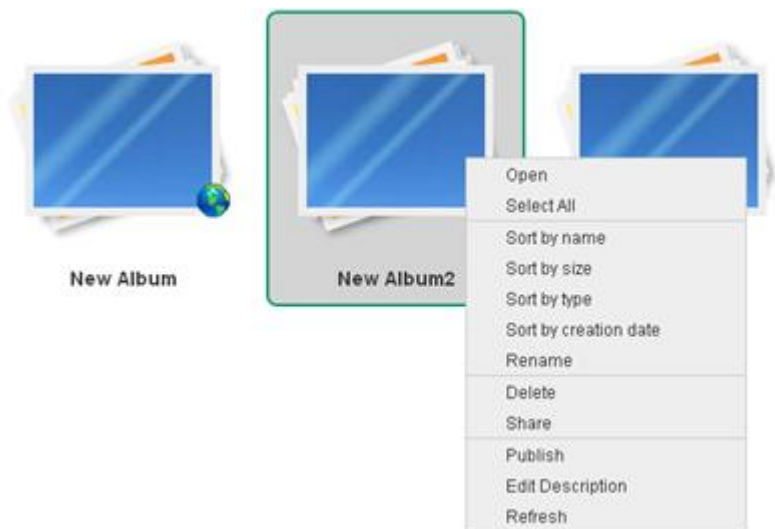 New Album
New Album2
Open
Select All
Sort by name
Sort by size
Sort by type
Sort by creation date
Rename
Delete
Share
Publish
Edit Description
Refresh